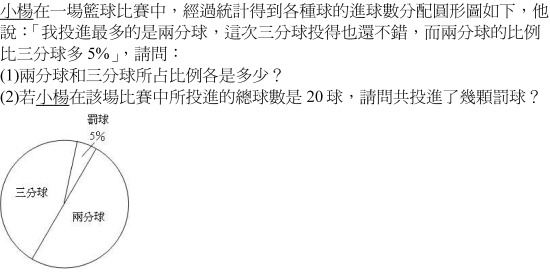 小楊在一場籃球比賽中，經過統計得到各種球的進球數分配圓形圖如下，他
說：「我投進最多的是兩分球，這次三分球投得也還不錯，而兩分球的比例
比三分球多 5%」，請問：
(1)兩分球和三分球所占比例各是多少？
(2)若小楊在該場比賽中所投進的總球數是 20 球，請問共投進了幾顆罰球？
罰球
5%
三分球
兩分球